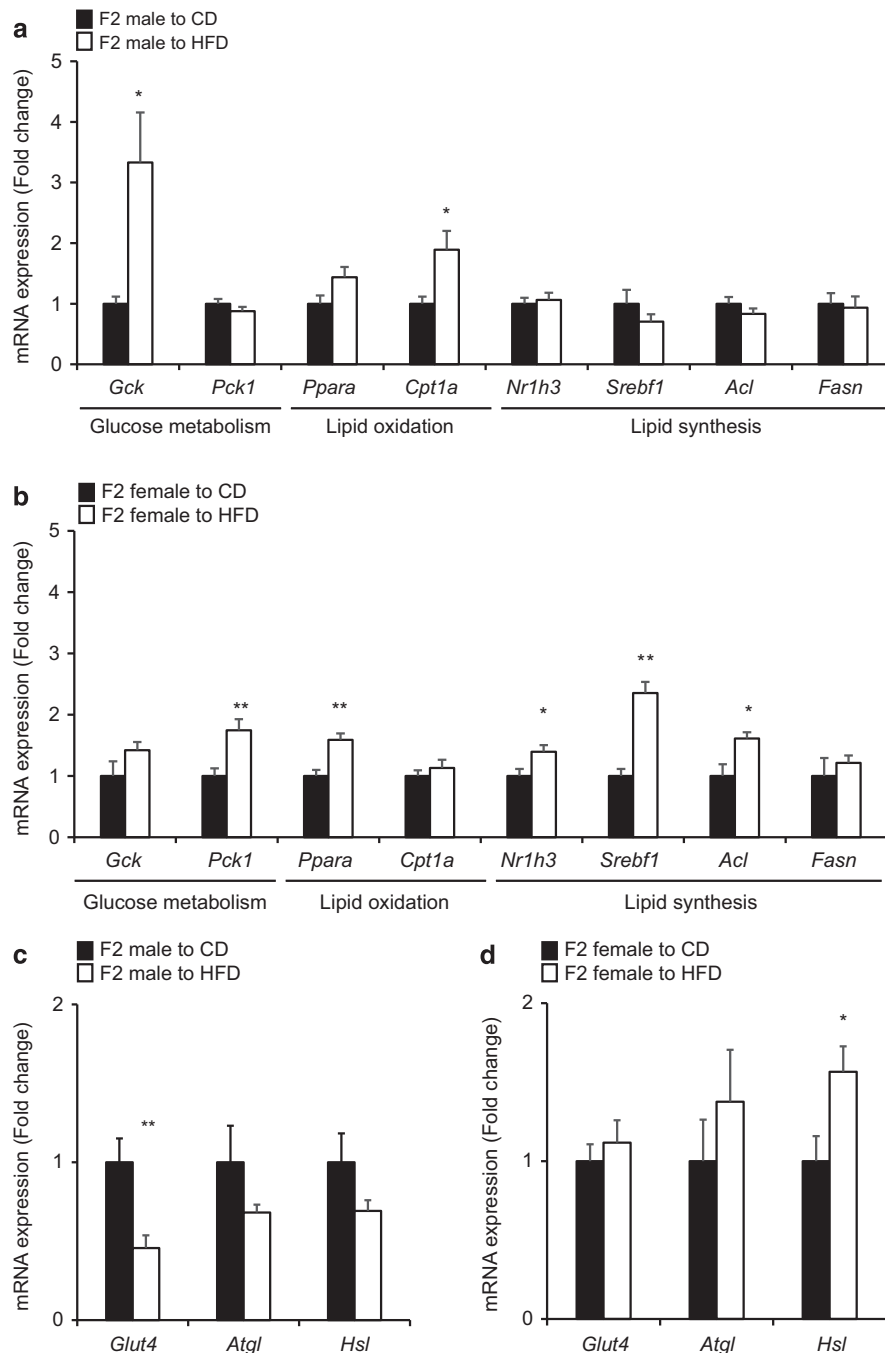 a
F2 male to CD
F2 male to HFD
mRNA expression (Fold change)
5
4
3
2
1
0
*
*
Gck Pck1 Ppara Cpt1a Nr1h3 Srebf1 Acl Fasn
Glucose metabolism Lipid oxidation Lipid synthesis
b
F2 female to CD
F2 female to HFD
mRNA expression (Fold change)
5
4
3
2
1
0
** ** * ** *
Gck Pck1 Ppara Cpt1a Nr1h3 Srebf1 Acl Fasn
Glucose metabolism Lipid oxidation Lipid synthesis
c
F2 male to CD
F2 male to HFD
mRNA expression (Fold change)
2
1
0
**
Glut4 Atgl Hsl
d
F2 female to CD
F2 female to HFD
mRNA expression (Fold change)
2
1
0
*
Glut4 Atgl Hsl